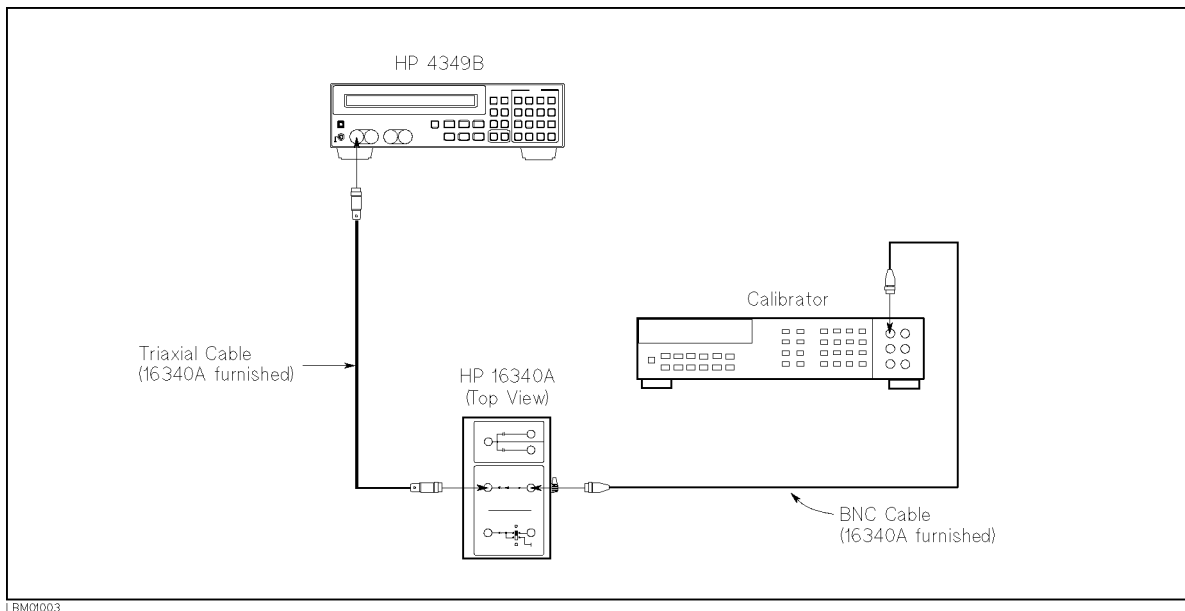 HP 4349B
Calibrator
Triaxial Cable
(16340A furnished)
HP 16340A
(Top View)
BNC Cable
(16340A furnished)
LBM01003